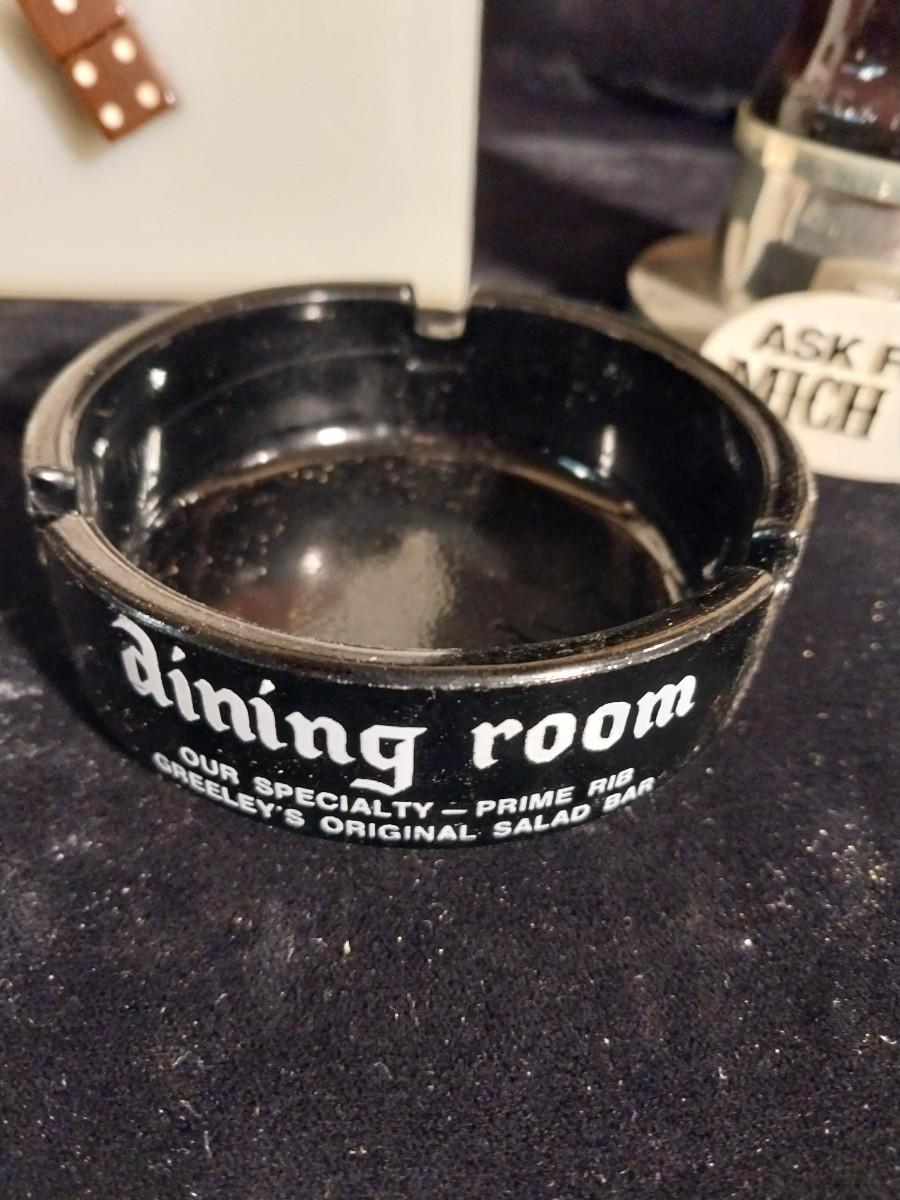 ASK F
MICH
dining room
OUR SPECIALTY – PRIME RIB
GREELEY'S ORIGINAL SALAD BAR